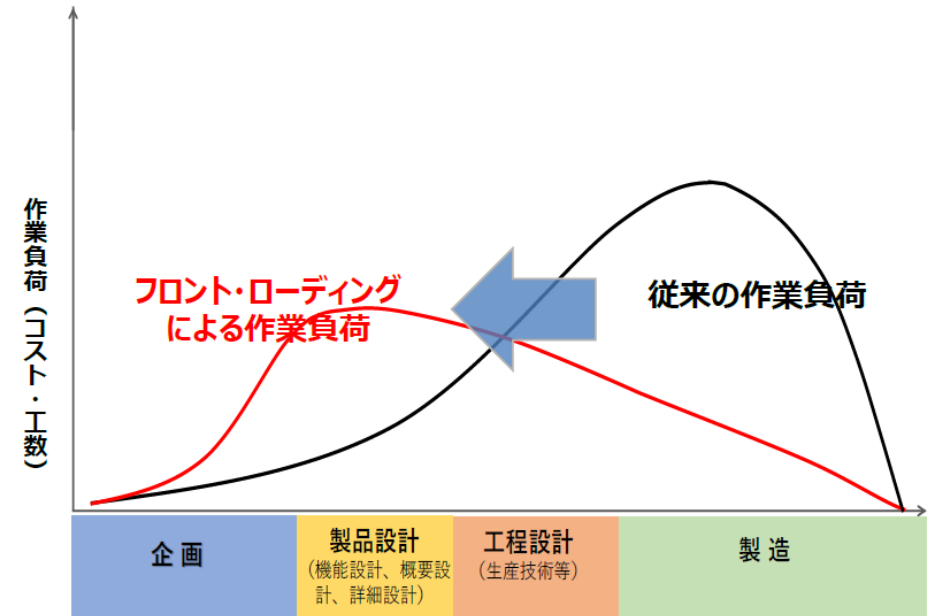 作業負荷（コスト・工数）
フロント・ローディング
による作業負荷
従来の作業負荷
企画
製品設計
（機能設計、概要設
計、詳細設計）
工程設計
（生産技術等）
製造